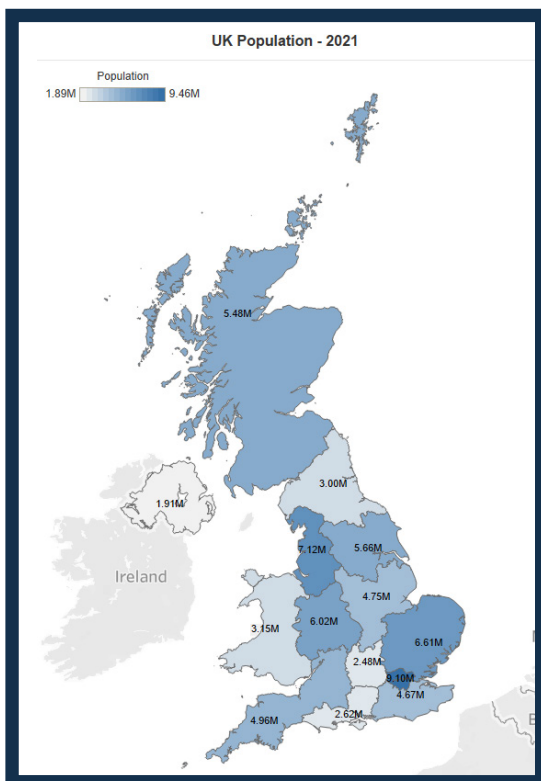 UK Population - 2021
Population
1.89M 9.46M
5.48M
3.00M
1.91M
7.12M
5.66M
Ireland
4.75M
3.15M
6.02M
6.61M
2.48M
9.10M
4.67M
4.96M
2.62M